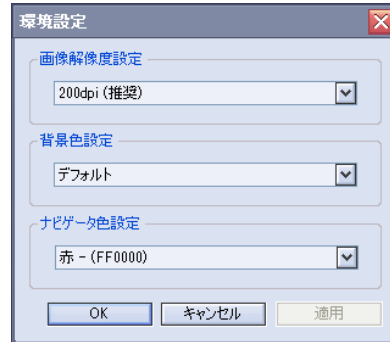 環境設定
画像解像度設定
200dpi (推奨)
背景色設定
デフォルト
ナビゲータ色設定
赤 - (FF0000)
OK キャンセル 適用